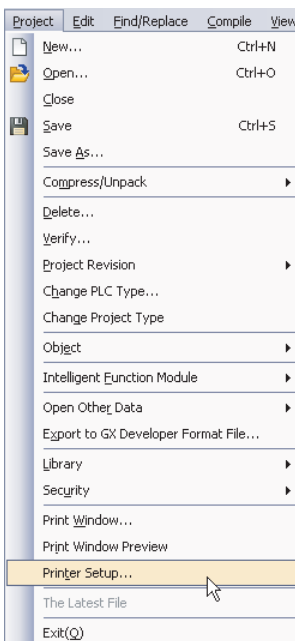 Project Edit Find/Replace Compile View
New... Ctrl+N
Open... Ctrl+O
Close
Save Ctrl+S
Save As...
Compress/Unpack
Delete...
Verify...
Project Revision
Change PLC Type...
Change Project Type
Object
Intelligent Function Module
Open Other Data
Export to GX Developer Format File...
Library
Security
Print Window...
Print Window Preview
Printer Setup...
The Latest File
Exit(Q)